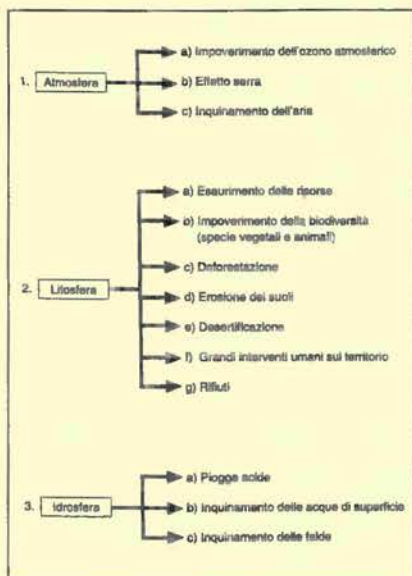 1. Atmosfera
a) Impoverimento dell'ozono atmosferico
b) Effetto serra
c) Inquinamento dell'aria
2. Litosfera
a) Esaurimento delle risorse
b) Impoverimento della biodiversità
(specie vegetali e animali)
c) Deforestazione
d) Erosione dei suoli
e) Desertificazione
f) Grandi interventi umani sul territorio
g) Rifiuti
3. Idrosfera
a) Piogge acide
b) Inquinamento delle acque di superficie
c) Inquinamento delle falde